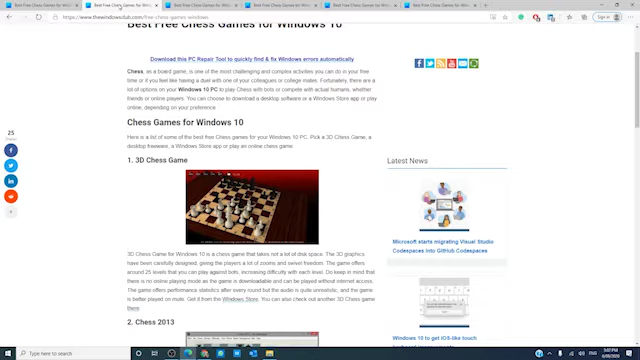 Best Free Chess Games for Wind
Best Free Chess Games for Wind
Best Free Chess Games for Wind
Best Free Chess Games for Wind
Best Free Chess Games for Wind
Best Free Chess Games for Wind
https://www.thewindowsclub.com/free-chess-games-windows
Sign in
Best Free Chess Games for Windows 10
Download this PC Repair Tool to quickly find & fix Windows errors automatically
Chess, as a board game, is one of the most challenging and complex activities you can do in your free
time or if you feel like having a duel with one of your colleagues or college mates. Fortunately, there are
a lot of options on your Windows 10 PC to play Chess with bots or compete with actual humans, whether
friends or online players. You can choose to download a desktop software or a Windows Store app or play
online, depending on your preference.
Chess Games for Windows 10
Here is a list of some of the best free Chess games for your Windows 10 PC. Pick a 3D Chess Game, a
desktop freeware, a Windows Store app or play an online chess game.
25
1. 3D Chess Game
Latest News
Microsoft starts migrating Visual Studio
Codespaces into GitHub Codespaces
3D Chess Game for Windows 10 is a chess game that takes not a lot of disk space. The 3D graphics
have been carefully designed, giving the players a lot of zooms and swivel freedom. The game offers
around 25 levels that you can play against bots, increasing difficulty with each level. Do keep in mind that
there is no online playing mode as the game is downloadable and can be played without internet access.
The game offers performance statistics after every round but the audio is quite unrealistic, and the game
is better played on mute. Get it from the Windows Store. You can also check out another 3D Chess game
there.
2. Chess 2013
Windows 10 to get iOS-like touch
Type here to search
ENG
5:07 PM